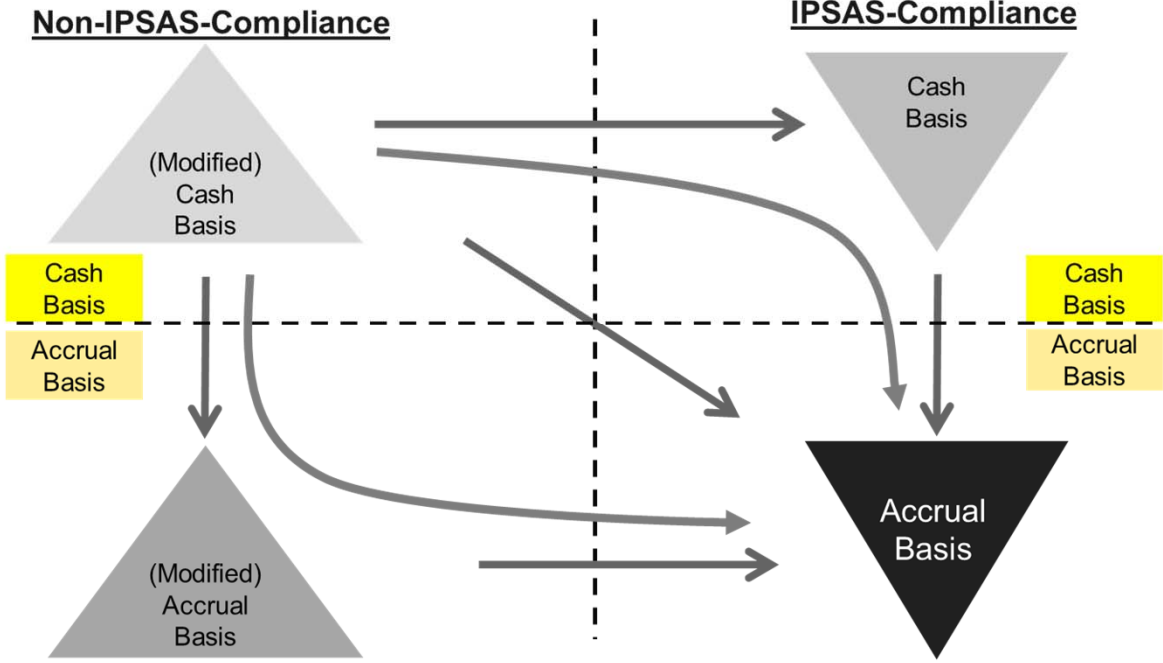 Non-IPSAS-Compliance
IPSAS-Compliance
(Modified)
Cash
Basis
Cash
Basis
Cash
Basis
Accrual
Basis
Cash
Basis
Accrual
Basis
(Modified)
Accrual
Basis
Accrual
Basis